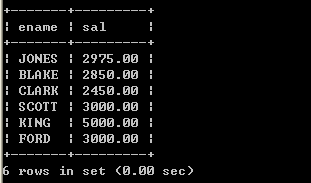 +-------+---------+
| ename | sal     |
+-------+---------+
| JONES | 2975.00 |
| BLAKE | 2850.00 |
| CLARK | 2450.00 |
| SCOTT | 3000.00 |
| KING  | 5000.00 |
| FORD  | 3000.00 |
+-------+---------+
6 rows in set (0.00 sec)